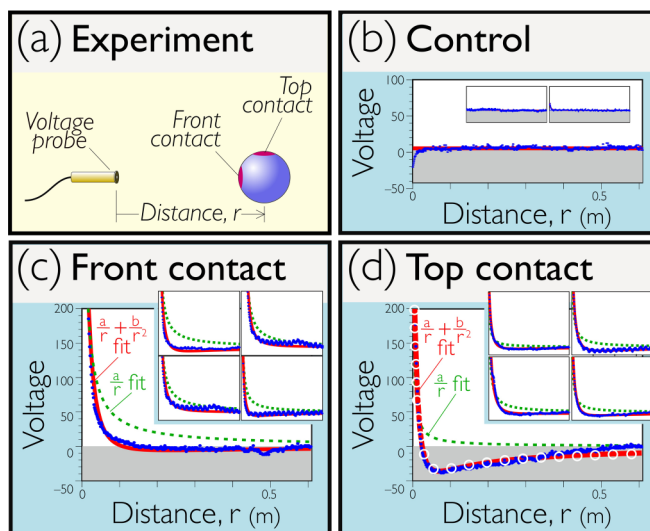 (a) Experiment
Top
contact
Front
contact
Voltage
probe
Distance, r
(b) Control
Voltage
100
50
0
−50
0
0.5
Distance, r (m)
(c) Front contact
Voltage
200
150
100
50
0
−50
a/r + b/r²
fit
a/r fit
0
0.5
Distance, r (m)
(d) Top contact
Voltage
200
150
100
50
0
−50
a/r + b/r²
fit
a/r fit
0
0.5
Distance, r (m)